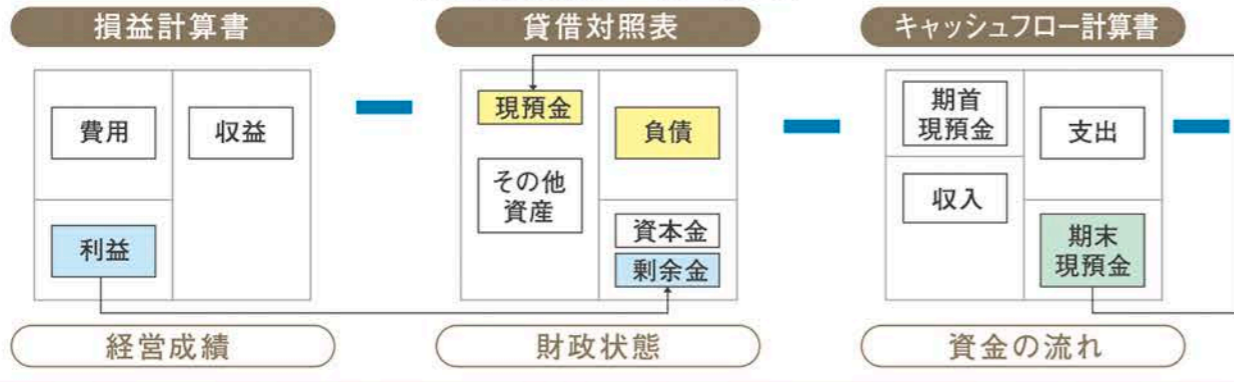 損益計算書
費用
収益
利益
経営成績
貸借対照表
現預金
その他
資産
負債
資本金
剰余金
財政状態
キャッシュフロー計算書
期首
現預金
収入
支出
期末
現預金
資金の流れ